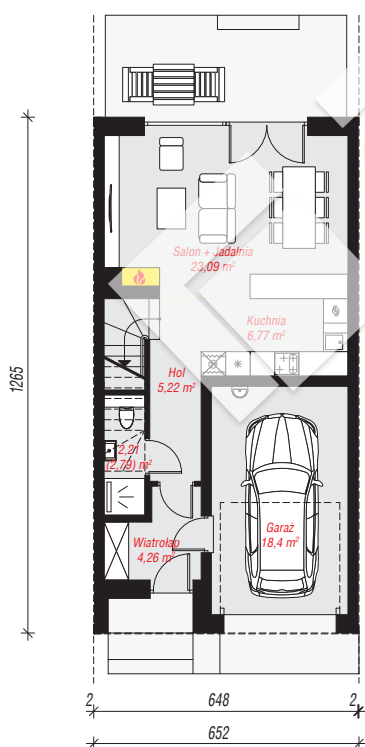 Salon + Jadalnia
23,09 m²
Kuchnia
6,77 m²
Hol
5,22 m²
2,21
(2,79) m²
Wiatrołap
4,26 m²
Garaż
18,4 m²
1265
2 648 2
652